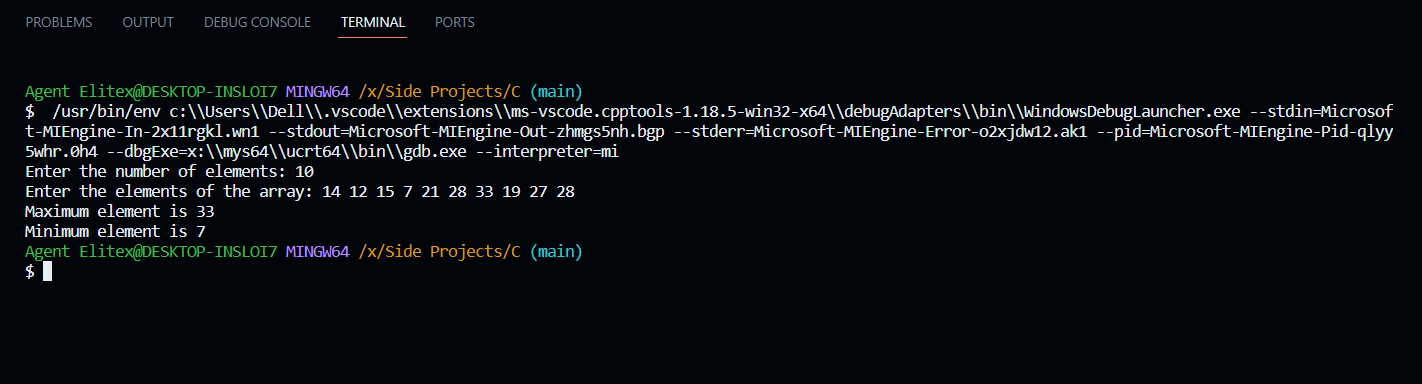 PROBLEMS OUTPUT DEBUG CONSOLE TERMINAL PORTS
Agent Elitex@DESKTOP-INSLOI7 MINGW64 /x/Side Projects/C (main)
$  /usr/bin/env c:\\Users\\Dell\\.vscode\\extensions\\ms-vscode.cpptools-1.18.5-win32-x64\\debugAdapters\\bin\\WindowsDebugLauncher.exe --stdin=Microsof
t-MIEngine-In-2x11rgkl.wn1 --stdout=Microsoft-MIEngine-Out-zhmgs5nh.bgp --stderr=Microsoft-MIEngine-Error-o2xjdw12.ak1 --pid=Microsoft-MIEngine-Pid-qlyy
5whr.0h4 --dbgExe=x:\\mys64\\ucrt64\\bin\\gdb.exe --interpreter=mi
Enter the number of elements: 10
Enter the elements of the array: 14 12 15 7 21 28 33 19 27 28
Maximum element is 33
Minimum element is 7
Agent Elitex@DESKTOP-INSLOI7 MINGW64 /x/Side Projects/C (main)
$